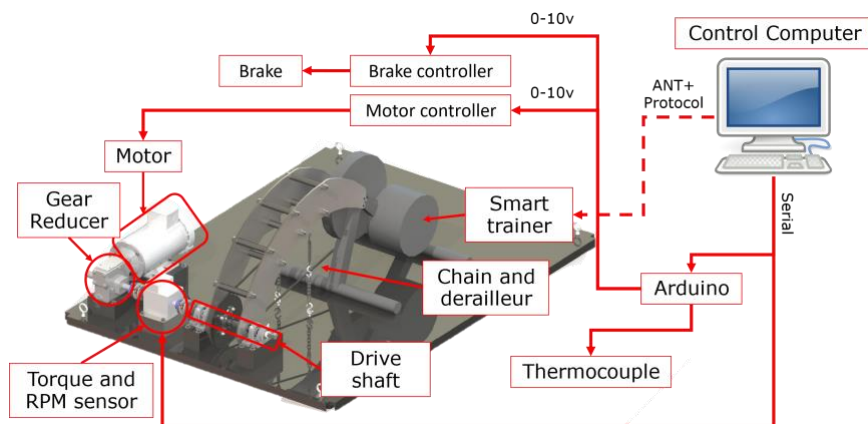 0-10v
Control Computer
Brake
Brake controller
0-10v
ANT+
Protocol
Motor controller
Motor
Gear
Reducer
Smart
trainer
Serial
Chain and
derailleur
Arduino
Drive
shaft
Thermocouple
Torque and
RPM sensor